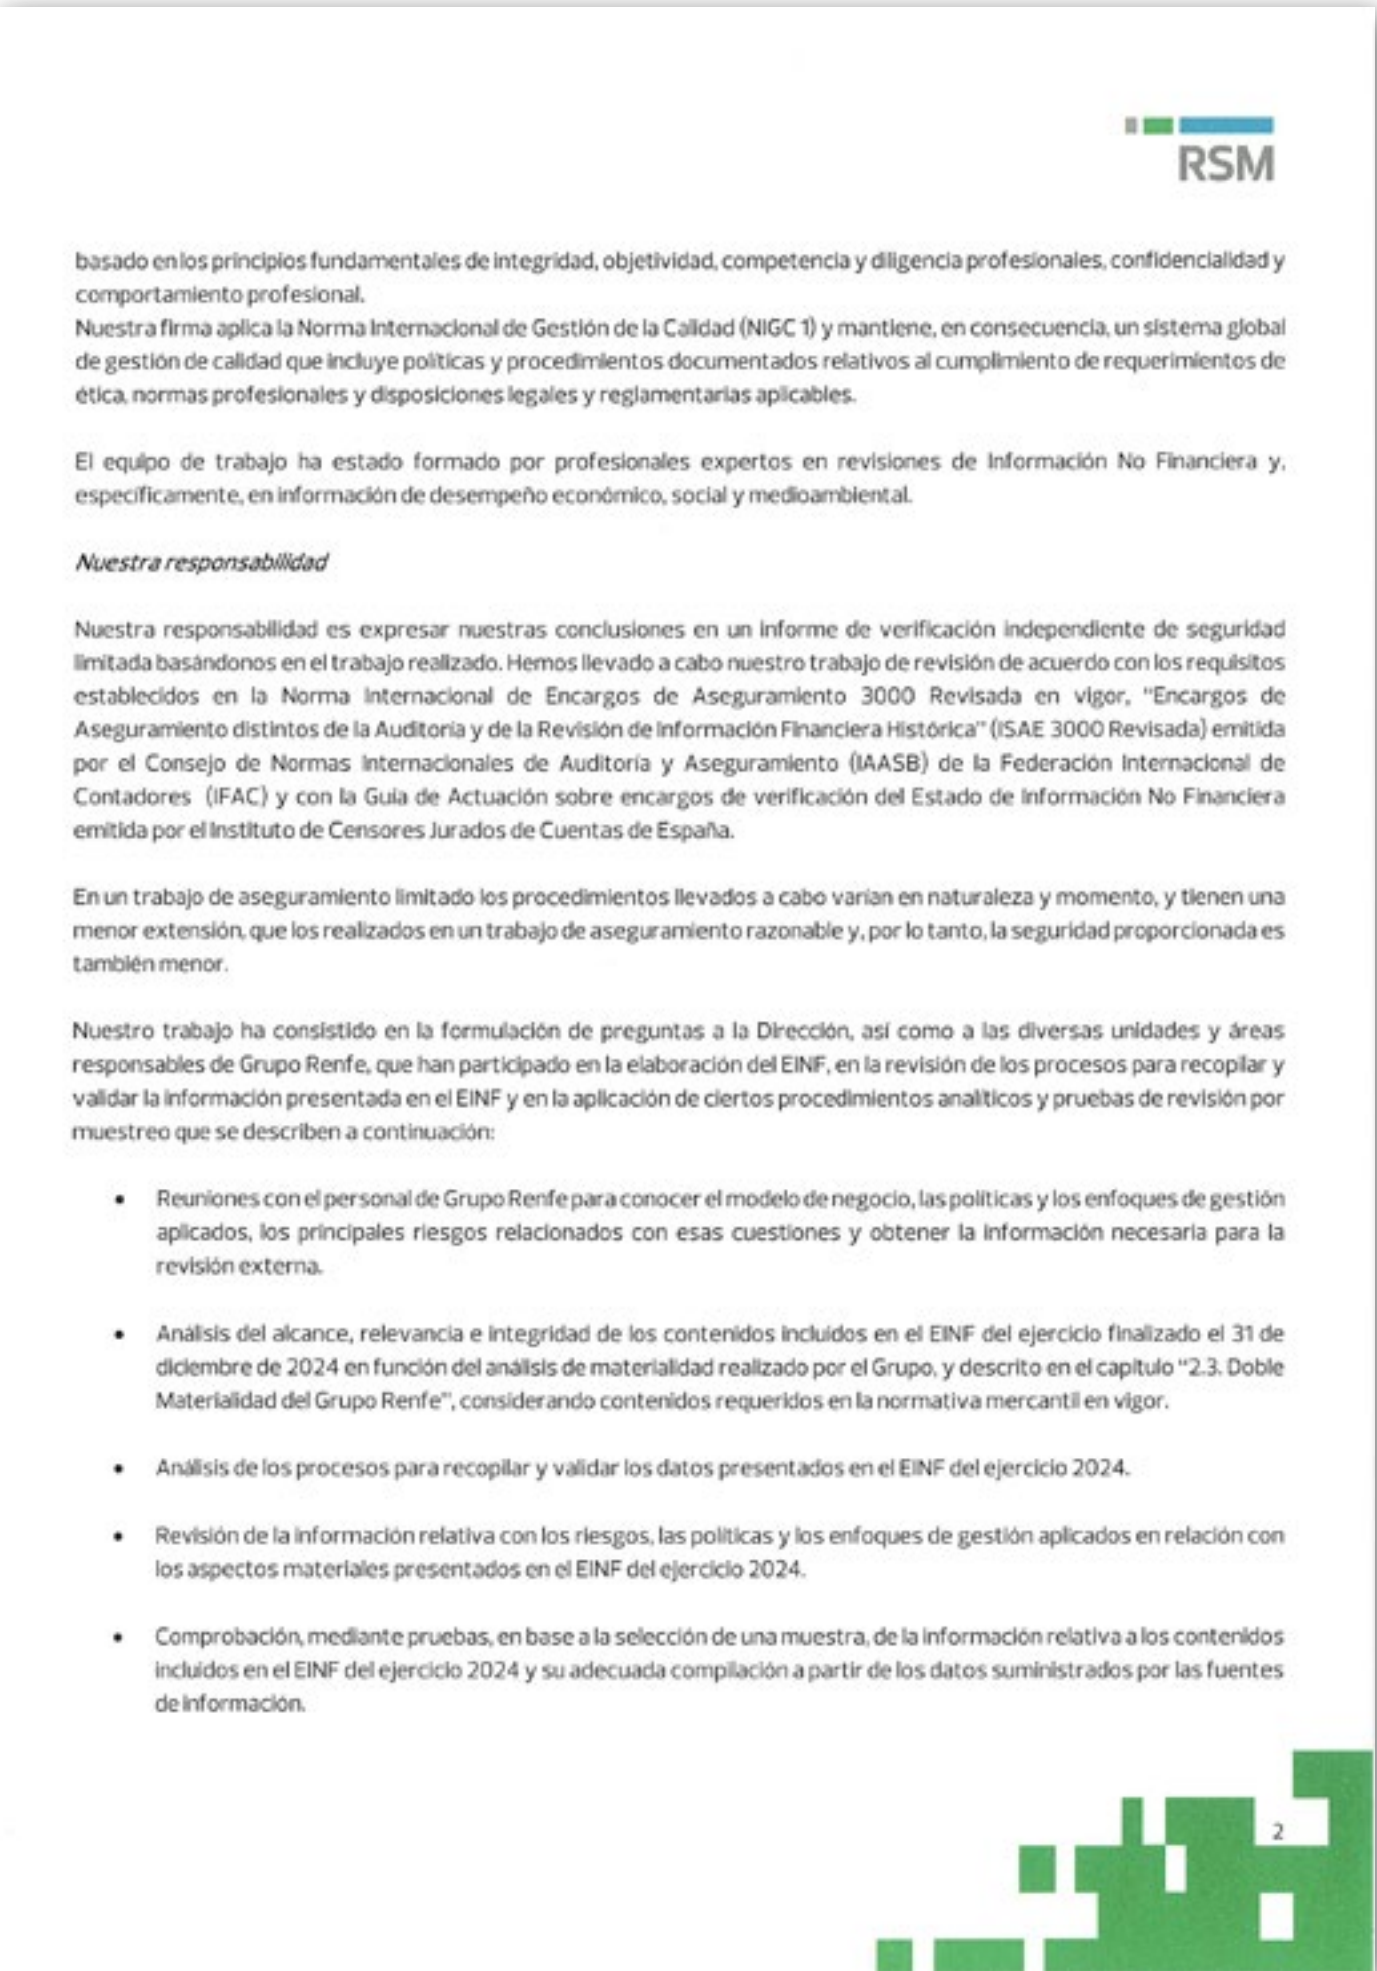 RSM
basado en los principios fundamentales de integridad, objetividad, competencia y diligencia profesionales, confidencialidad y
comportamiento profesional.
Nuestra firma aplica la Norma Internacional de Gestión de la Calidad (NIGC 1) y mantiene, en consecuencia, un sistema global
de gestión de calidad que incluye políticas y procedimientos documentados relativos al cumplimiento de requerimientos de
ética, normas profesionales y disposiciones legales y reglamentarias aplicables.
El equipo de trabajo ha estado formado por profesionales expertos en revisiones de Información No Financiera y,
específicamente, en información de desempeño económico, social y medioambiental.
Nuestra responsabilidad
Nuestra responsabilidad es expresar nuestras conclusiones en un informe de verificación independiente de seguridad
limitada basándonos en el trabajo realizado. Hemos llevado a cabo nuestro trabajo de revisión de acuerdo con los requisitos
establecidos en la Norma Internacional de Encargos de Aseguramiento 3000 Revisada en vigor, "Encargos de
Aseguramiento distintos de la Auditoría y de la Revisión de Información Financiera Histórica" (ISAE 3000 Revisada) emitida
por el Consejo de Normas Internacionales de Auditoría y Aseguramiento (IAASB) de la Federación Internacional de
Contadores (IFAC) y con la Guía de Actuación sobre encargos de verificación del Estado de Información No Financiera
emitida por el Instituto de Censores Jurados de Cuentas de España.
En un trabajo de aseguramiento limitado los procedimientos llevados a cabo varían en naturaleza y momento, y tienen una
menor extensión, que los realizados en un trabajo de aseguramiento razonable y, por lo tanto, la seguridad proporcionada es
también menor.
Nuestro trabajo ha consistido en la formulación de preguntas a la Dirección, así como a las diversas unidades y áreas
responsables de Grupo Renfe, que han participado en la elaboración del EINF, en la revisión de los procesos para recopilar y
validar la información presentada en el EINF y en la aplicación de ciertos procedimientos analíticos y pruebas de revisión por
muestreo que se describen a continuación:
• Reuniones con el personal de Grupo Renfe para conocer el modelo de negocio, las políticas y los enfoques de gestión
aplicados, los principales riesgos relacionados con esas cuestiones y obtener la información necesaria para la
revisión externa.
• Análisis del alcance, relevancia e integridad de los contenidos incluidos en el EINF del ejercicio finalizado el 31 de
diciembre de 2024 en función del análisis de materialidad realizado por el Grupo, y descrito en el capítulo "2.3. Doble
Materialidad del Grupo Renfe", considerando contenidos requeridos en la normativa mercantil en vigor.
• Análisis de los procesos para recopilar y validar los datos presentados en el EINF del ejercicio 2024.
• Revisión de la información relativa con los riesgos, las políticas y los enfoques de gestión aplicados en relación con
los aspectos materiales presentados en el EINF del ejercicio 2024.
• Comprobación, mediante pruebas, en base a la selección de una muestra, de la información relativa a los contenidos
incluidos en el EINF del ejercicio 2024 y su adecuada compilación a partir de los datos suministrados por las fuentes
de información.
2